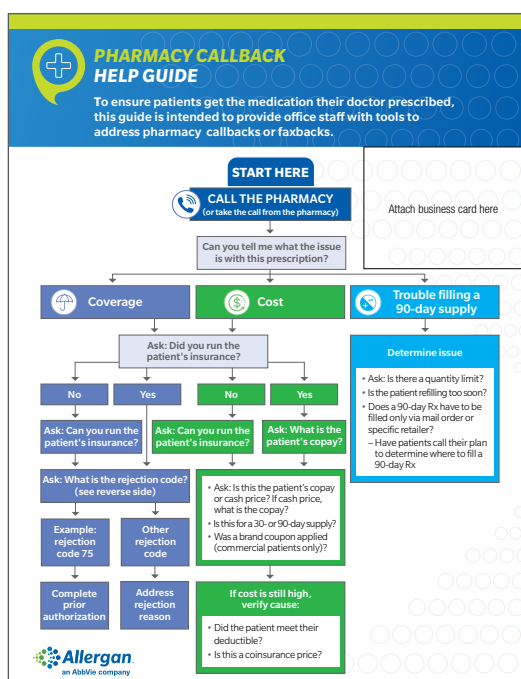 PHARMACY CALLBACK
HELP GUIDE
To ensure patients get the medication their doctor prescribed,
this guide is intended to provide office staff with tools to
address pharmacy callbacks or faxbacks.
START HERE
CALL THE PHARMACY
(or take the call from the pharmacy)
Attach business card here
Can you tell me what the issue
is with this prescription?
Coverage
Cost
Trouble filling a
90-day supply
Ask: Did you run the
patient's insurance?
No
Yes
No
Yes
Ask: Can you run the
patient's insurance?
Ask: Can you run the
patient's insurance?
Ask: What is the
patient's copay?
Ask: What is the rejection code?
(see reverse side)
Example:
rejection
code 75
Other
rejection
code
Complete
prior
authorization
Address
rejection
reason
• Ask: Is this the patient's copay
or cash price? If cash price,
what is the copay?
• Is this for a 30- or 90-day supply?
• Was a brand coupon applied
(commercial patients only)?
If cost is still high,
verify cause:
• Did the patient meet their
deductible?
• Is this a coinsurance price?
Determine issue
• Ask: Is there a quantity limit?
• Is the patient refilling too soon?
• Does a 90-day Rx have to be
filled only via mail order or
specific retailer?
– Have patients call their plan
to determine where to fill a
90-day Rx
Allergan
an AbbVie company